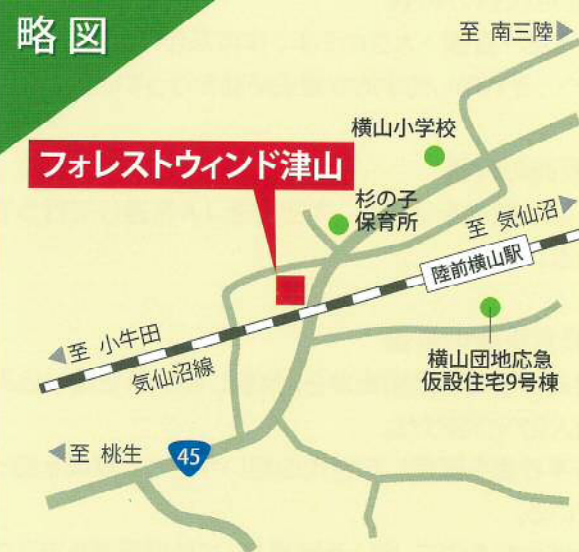 略図
至 南三陸
横山小学校
フォレストウィンド津山
杉の子
保育所
至 気仙沼
陸前横山駅
至 小牛田
気仙沼線
横山団地応急
仮設住宅9号棟
至 桃生
45